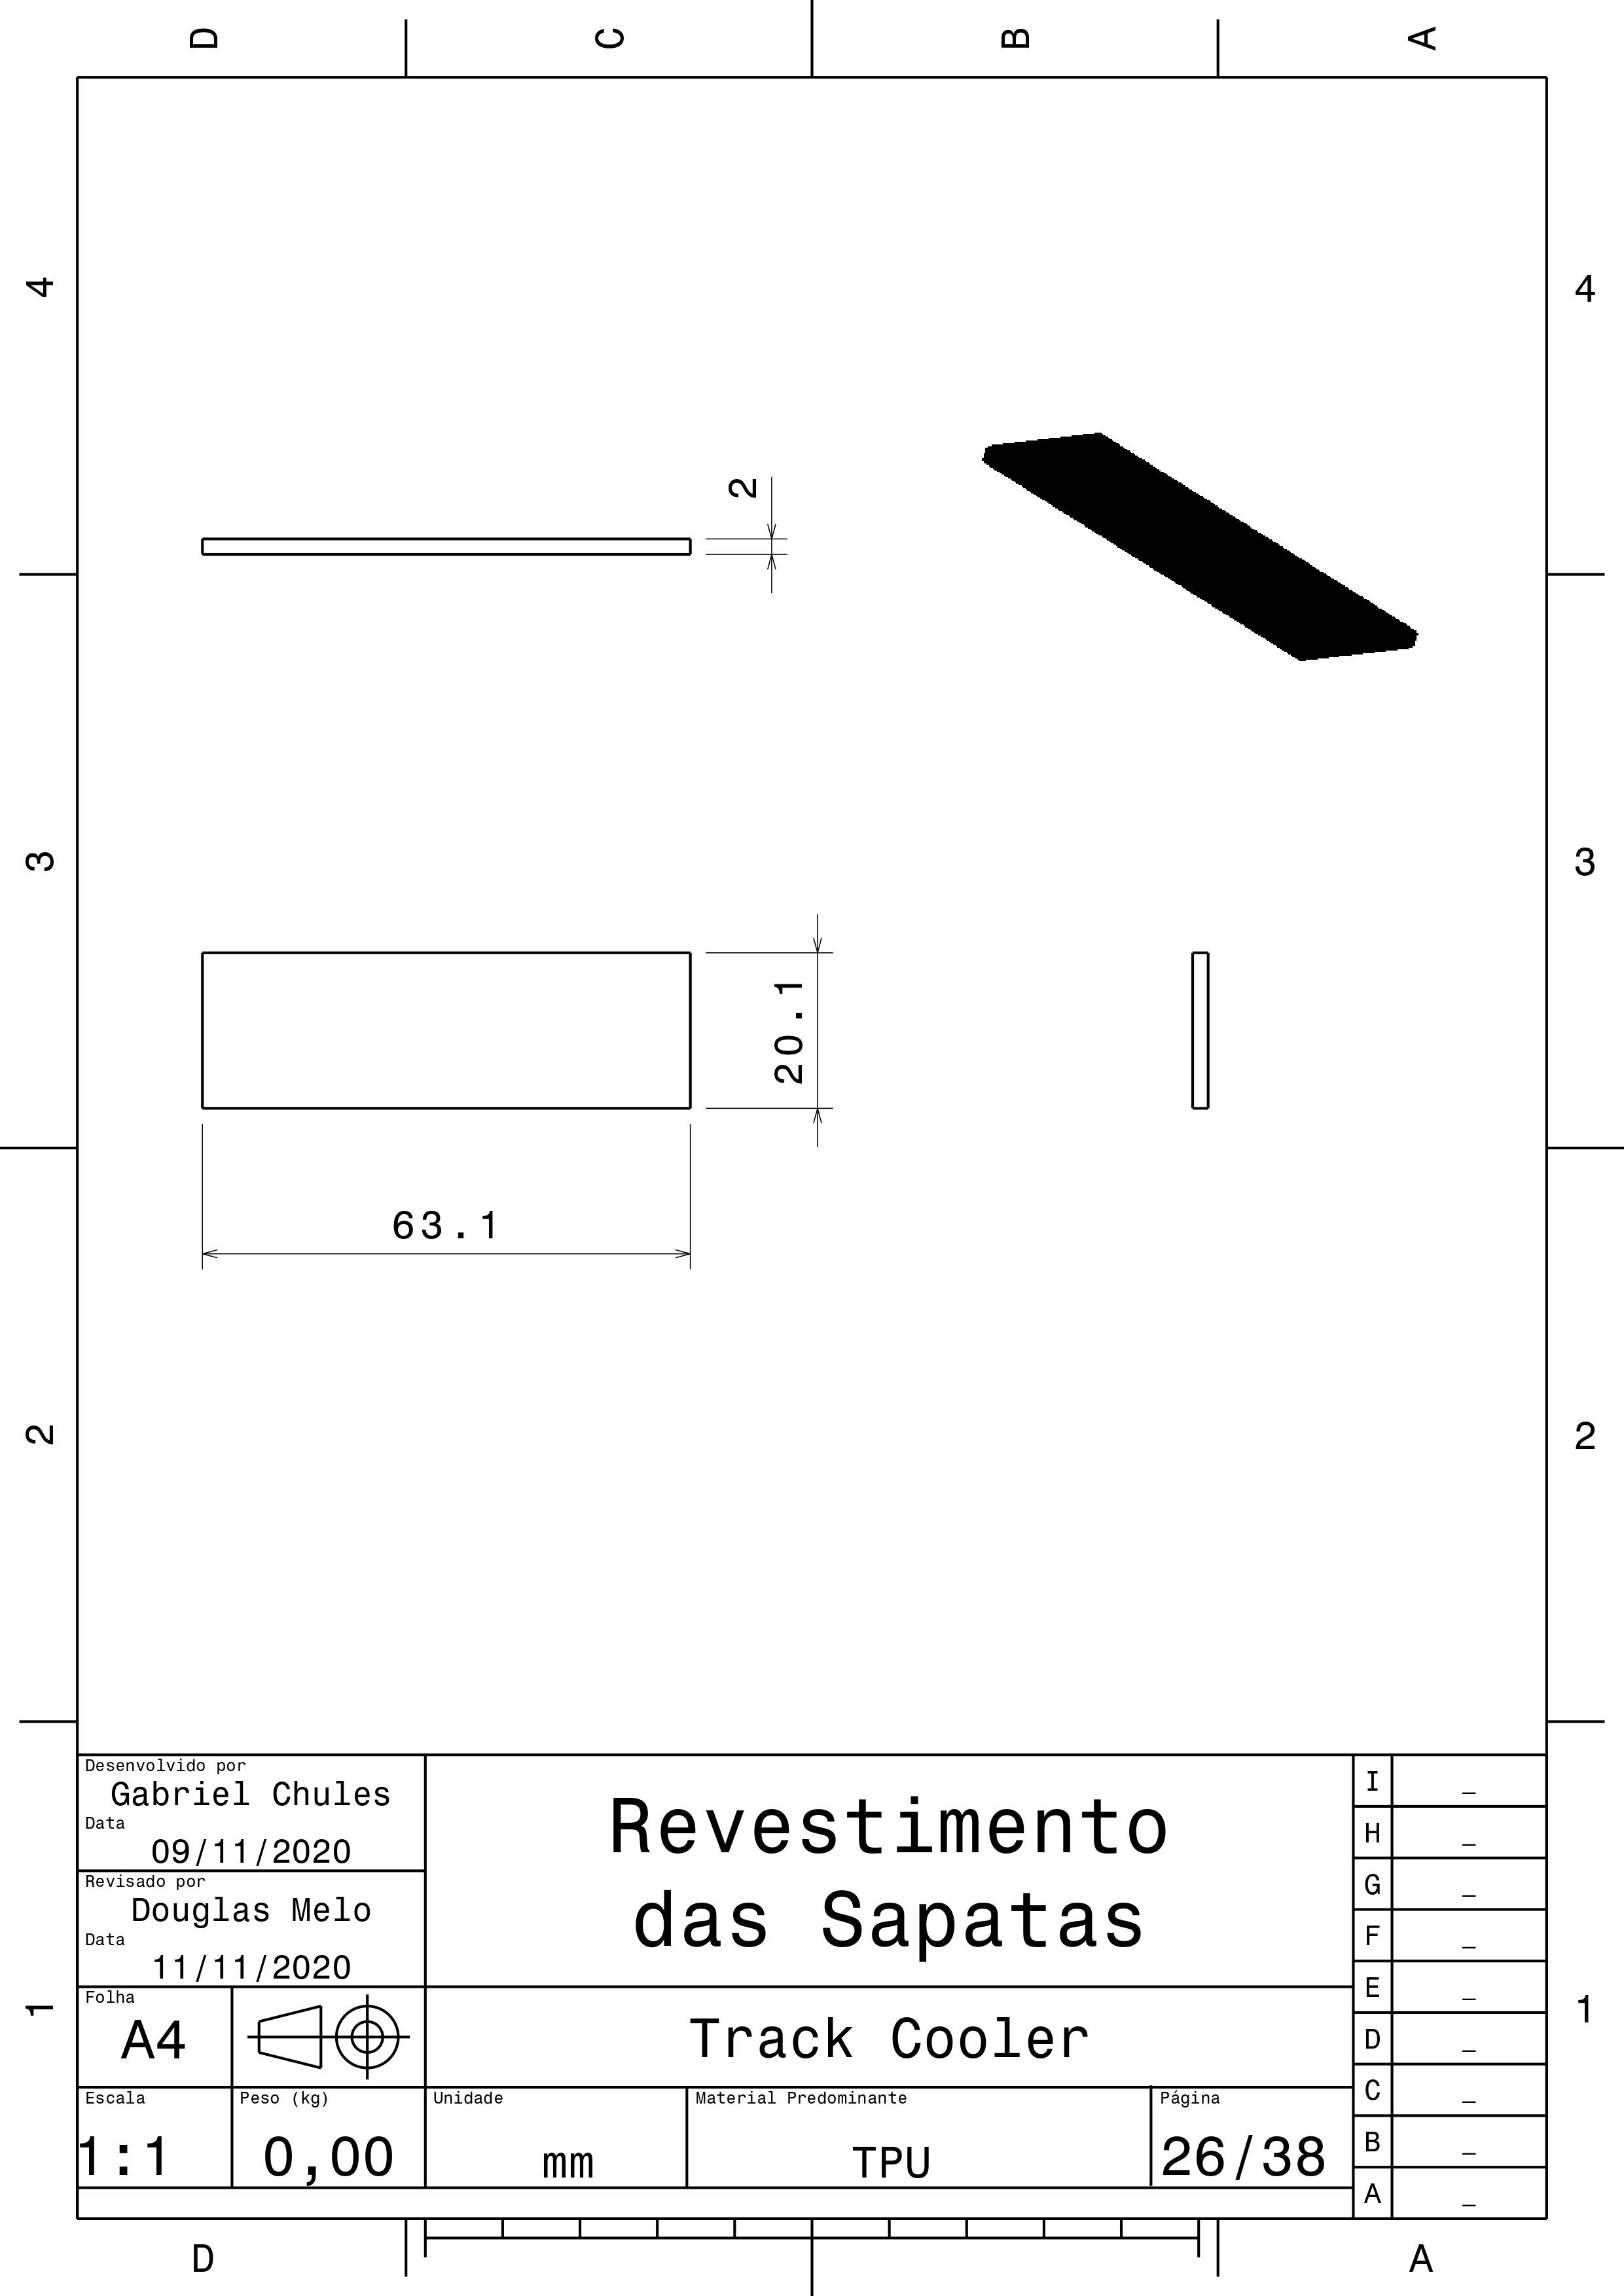 D C B A
4 4
2
3 3
20.1
63.1
2 2
Desenvolvido por
Gabriel Chules
Data
09/11/2020
Revisado por
Douglas Melo
Data
11/11/2020
Revestimento
das Sapatas
Folha
A4
Track Cooler
Escala
1:1
Peso (kg)
0,00
Unidade
mm
Material Predominante
TPU
Página
26/38
I _
H _
G _
F _
E _
D _
C _
B _
A _
1 1
D A